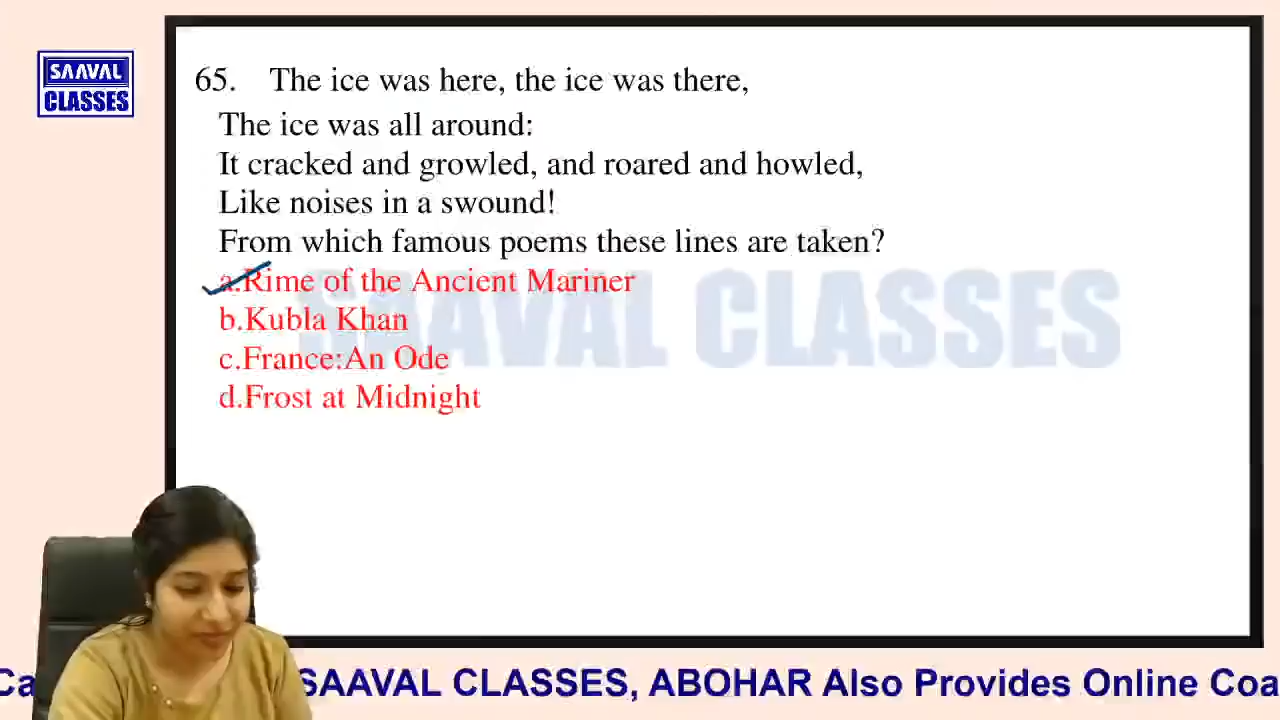 SAAVAL
CLASSES
65. The ice was here, the ice was there,
The ice was all around:
It cracked and growled, and roared and howled,
Like noises in a swound!
From which famous poems these lines are taken?
a.Rime of the Ancient Mariner
b.Kubla Khan
c.France:An Ode
d.Frost at Midnight
SAAVAL CLASSES
SAAVAL CLASSES, ABOHAR Also Provides Online